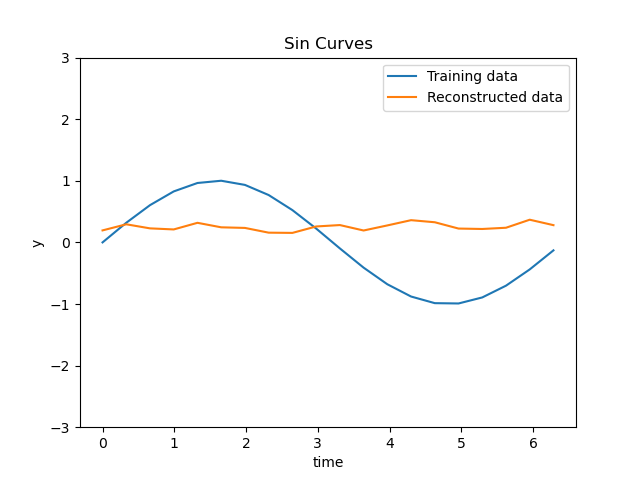 Sin Curves
Training data
Reconstructed data
3
2
1
0
−1
−2
−3
y
0 1 2 3 4 5 6
time